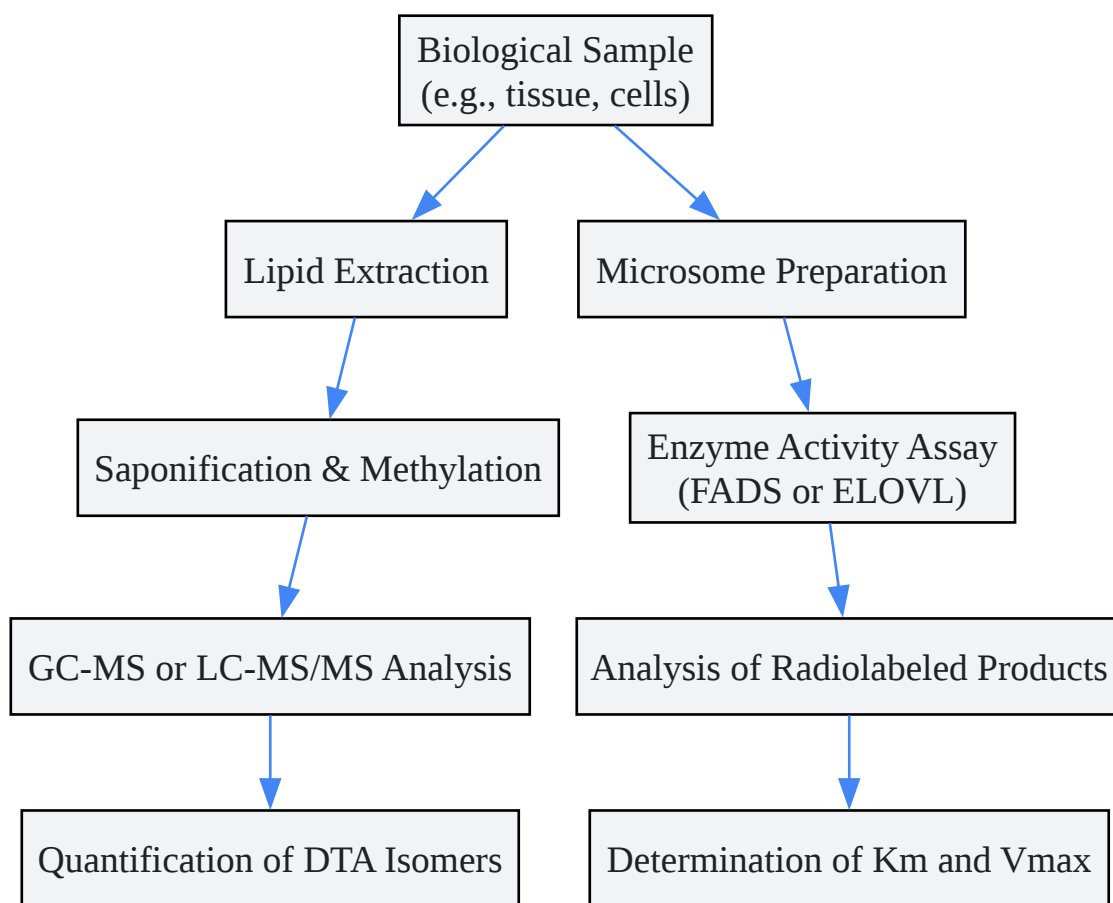 Biological Sample
(e.g., tissue, cells)
Lipid Extraction
Microsome Preparation
Saponification & Methylation
Enzyme Activity Assay
(FADS or ELOVL)
GC-MS or LC-MS/MS Analysis
Analysis of Radiolabeled Products
Quantification of DTA Isomers
Determination of Km and Vmax